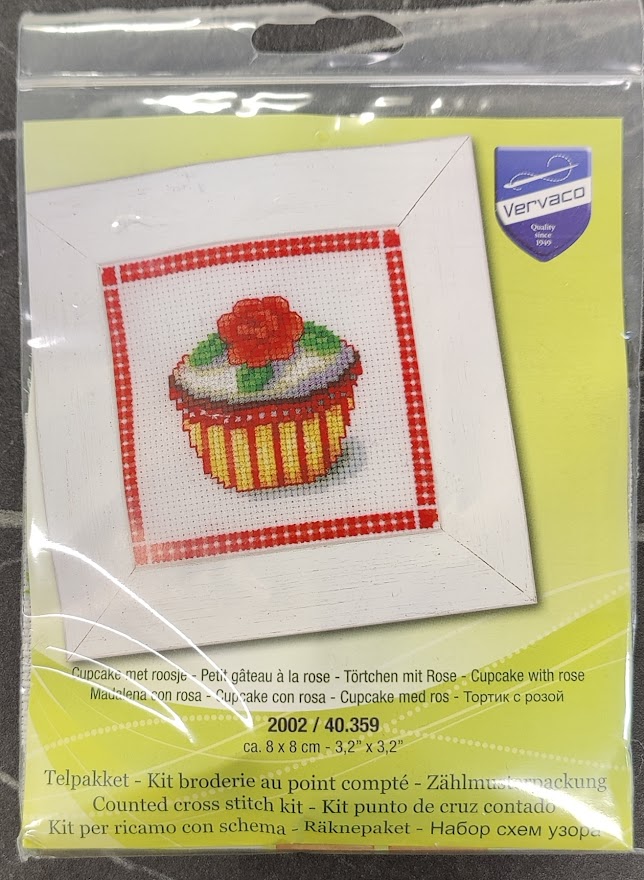 Vervaco
Quality
since
1949
Cupcake met roosje - Petit gâteau à la rose - Törtchen mit Rose - Cupcake with rose
Madalena con rosa - Cupcake con rosa - Cupcake med ros - Тортик с розой
2002 / 40.359
ca. 8 x 8 cm - 3,2” x 3,2”
Telpakket - Kit broderie au point compté - Zählmusterpackung
Counted cross stitch kit - Kit punto de cruz contado
Kit per ricamo con schema - Räknepaket - Набор схем узора